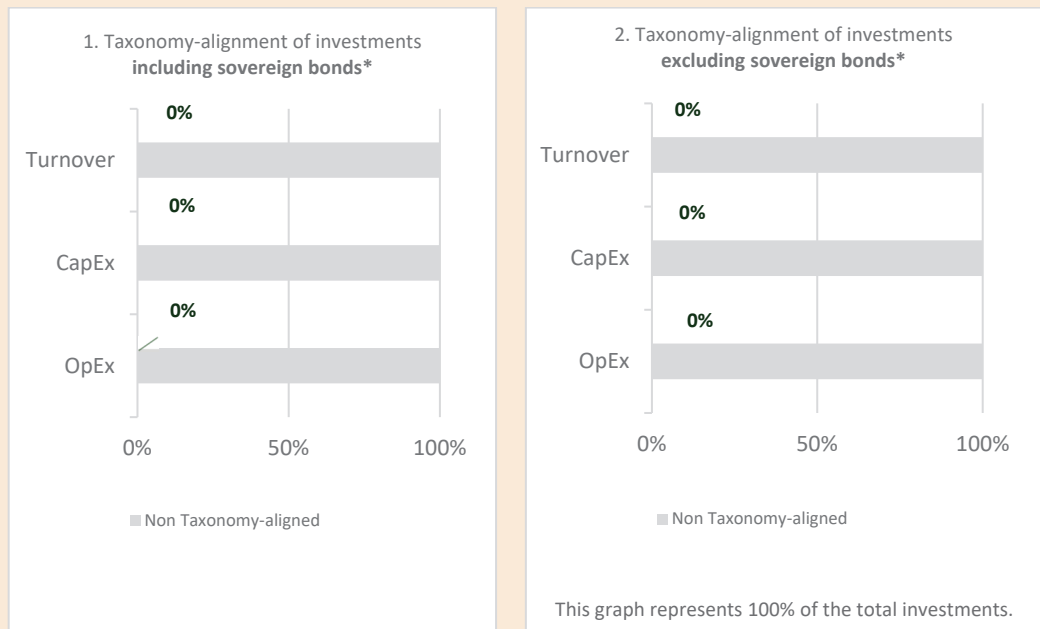 1. Taxonomy-alignment of investments
including sovereign bonds*
0%
Turnover
0%
CapEx
0%
OpEx
0% 50% 100%
Non Taxonomy-aligned
2. Taxonomy-alignment of investments
excluding sovereign bonds*
0%
Turnover
0%
CapEx
0%
OpEx
0% 50% 100%
Non Taxonomy-aligned
This graph represents 100% of the total investments.